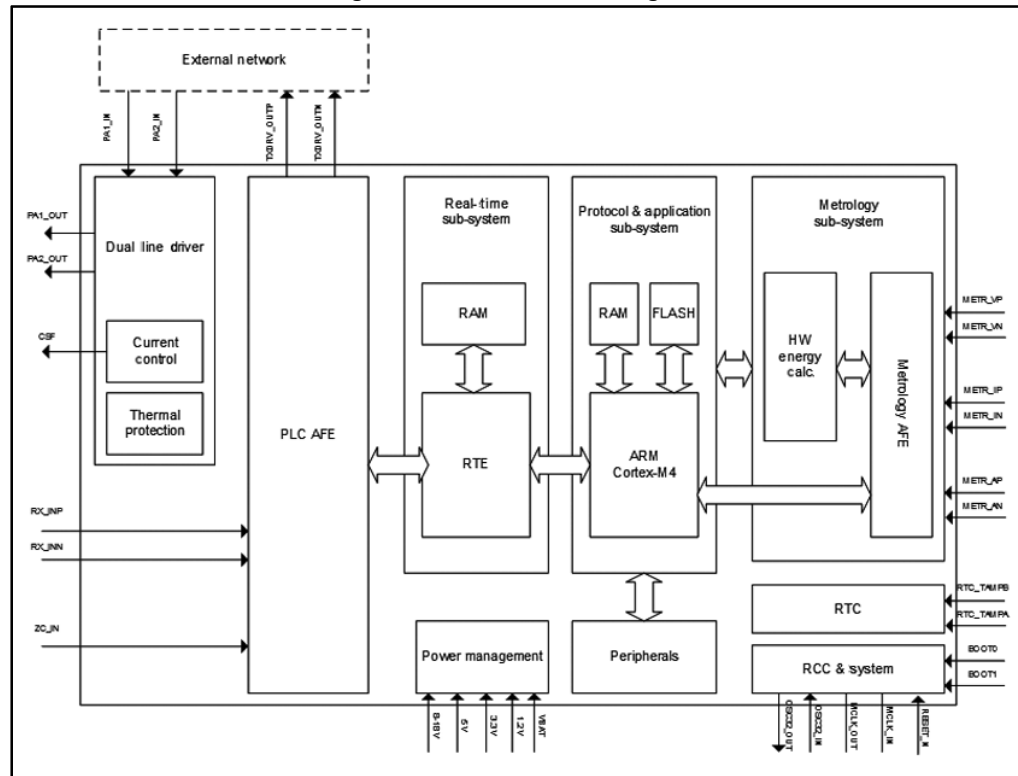 External network
PA1_IN
PA2_IN
TXDRV_OUTP
TXDRV_OUTN
PA1_OUT
PA2_OUT
CSF
Dual line driver
Current
control
Thermal
protection
PLC AFE
Real-time
sub-system
RAM
RTE
Protocol & application
sub-system
RAM
FLASH
ARM
Cortex-M4
Metrology
sub-system
HW
energy
calc.
Metrology AFE
METR_VP
METR_VN
METR_IP
METR_IN
METR_AP
METR_AN
RX_INP
RX_INN
ZC_IN
Power management
Peripherals
RTC
RTC_TAMPB
RTC_TAMPA
RCC & system
BOOT0
BOOT1
8-18V
5V
3.3V
1.2V
VBAT
OSC32_OUT
OSC32_IN
MCLK_OUT
MCLK_IN
RESET_N